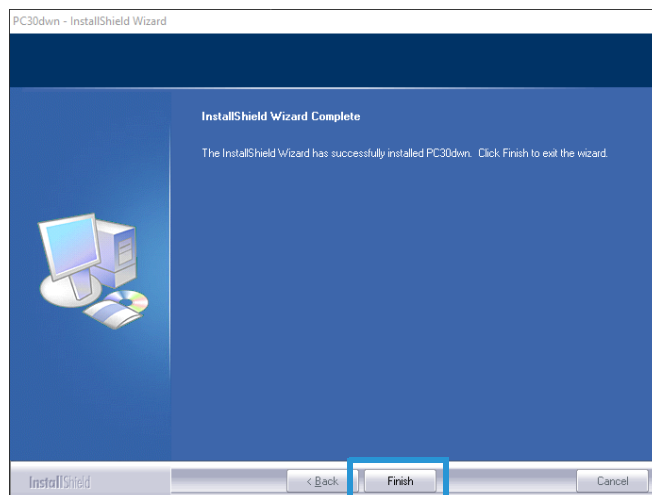 PC30dwn - InstallShield Wizard
InstallShield Wizard Complete
The InstallShield Wizard has successfully installed PC30dwn. Click Finish to exit the wizard.
InstallShield
< Back
Finish
Cancel